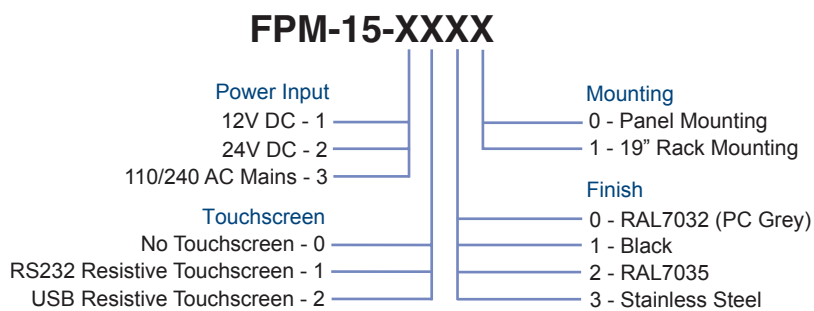 FPM-15-XXXX
Power Input
12V DC - 1
24V DC - 2
110/240 AC Mains - 3
Touchscreen
No Touchscreen - 0
RS232 Resistive Touchscreen - 1
USB Resistive Touchscreen - 2
Mounting
0 - Panel Mounting
1 - 19” Rack Mounting
Finish
0 - RAL7032 (PC Grey)
1 - Black
2 - RAL7035
3 - Stainless Steel